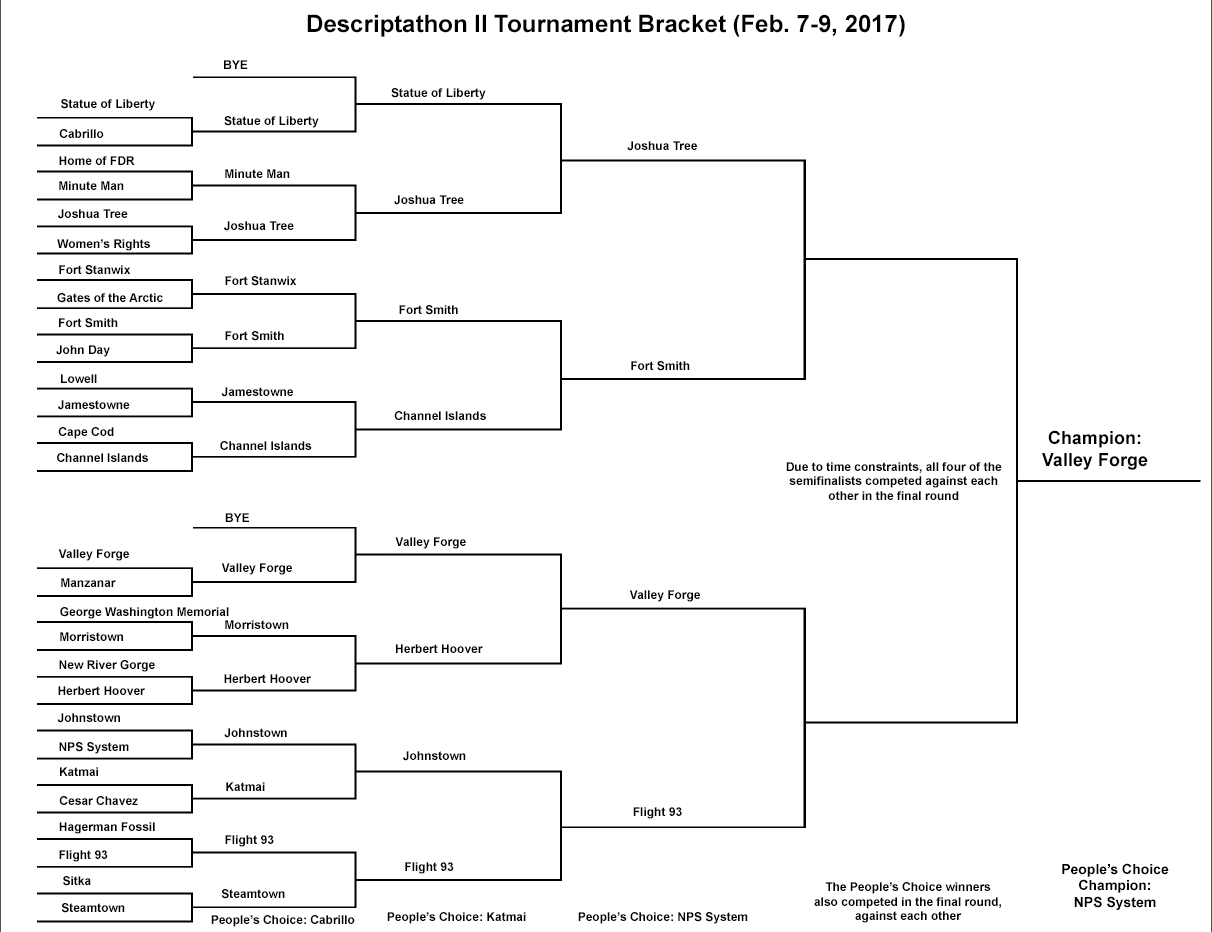 Descriptathon II Tournament Bracket (Feb. 7-9, 2017)
BYE
Statue of Liberty
Cabrillo
Home of FDR
Minute Man
Joshua Tree
Women's Rights
Fort Stanwix
Gates of the Arctic
Fort Smith
John Day
Lowell
Jamestowne
Cape Cod
Channel Islands
Statue of Liberty
Minute Man
Joshua Tree
Fort Stanwix
Fort Smith
Jamestowne
Channel Islands
Statue of Liberty
Joshua Tree
Fort Smith
Channel Islands
Joshua Tree
Fort Smith
BYE
Valley Forge
Manzanar
George Washington Memorial
Morristown
New River Gorge
Herbert Hoover
Johnstown
NPS System
Katmai
Cesar Chavez
Hagerman Fossil
Flight 93
Sitka
Steamtown
Valley Forge
Morristown
Herbert Hoover
Johnstown
Katmai
Flight 93
Steamtown
People's Choice: Cabrillo
Valley Forge
Herbert Hoover
Johnstown
Flight 93
People's Choice: Katmai
Valley Forge
Flight 93
People's Choice: NPS System
Due to time constraints, all four of the
semifinalists competed against each
other in the final round
The People's Choice winners
also competed in the final round,
against each other
Champion:
Valley Forge
People's Choice
Champion:
NPS System